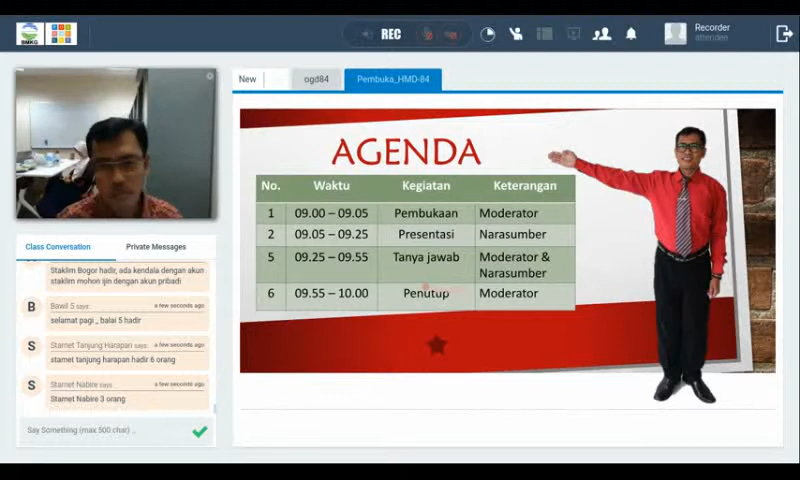 BMKG
REC
Recorder
attendee
New
ogd84
Pembuka_HMD-84
AGENDA
No. Waktu Kegiatan Keterangan
1 09.00 – 09.05 Pembukaan Moderator
2 09.05 – 09.25 Presentasi Narasumber
5 09.25 – 09.55 Tanya jawab Moderator &
Narasumber
6 09.55 – 10.00 Penutup Moderator
Class Conversation
Private Messages
Staklim Bogor hadir, ada kendala dengan akun
staklim mohon ijin dengan akun pribadi
B
Bawil 5 says:
a few seconds ago
selamat pagi _ balai 5 hadir
S
Stamet Tanjung Harapan says:
a few seconds ago
stamet tanjung harapan hadir 6 orang
S
Stamet Nabire says:
a few seconds ago
Stamet Nabire 3 orang
Say Something (max 500 char) ..